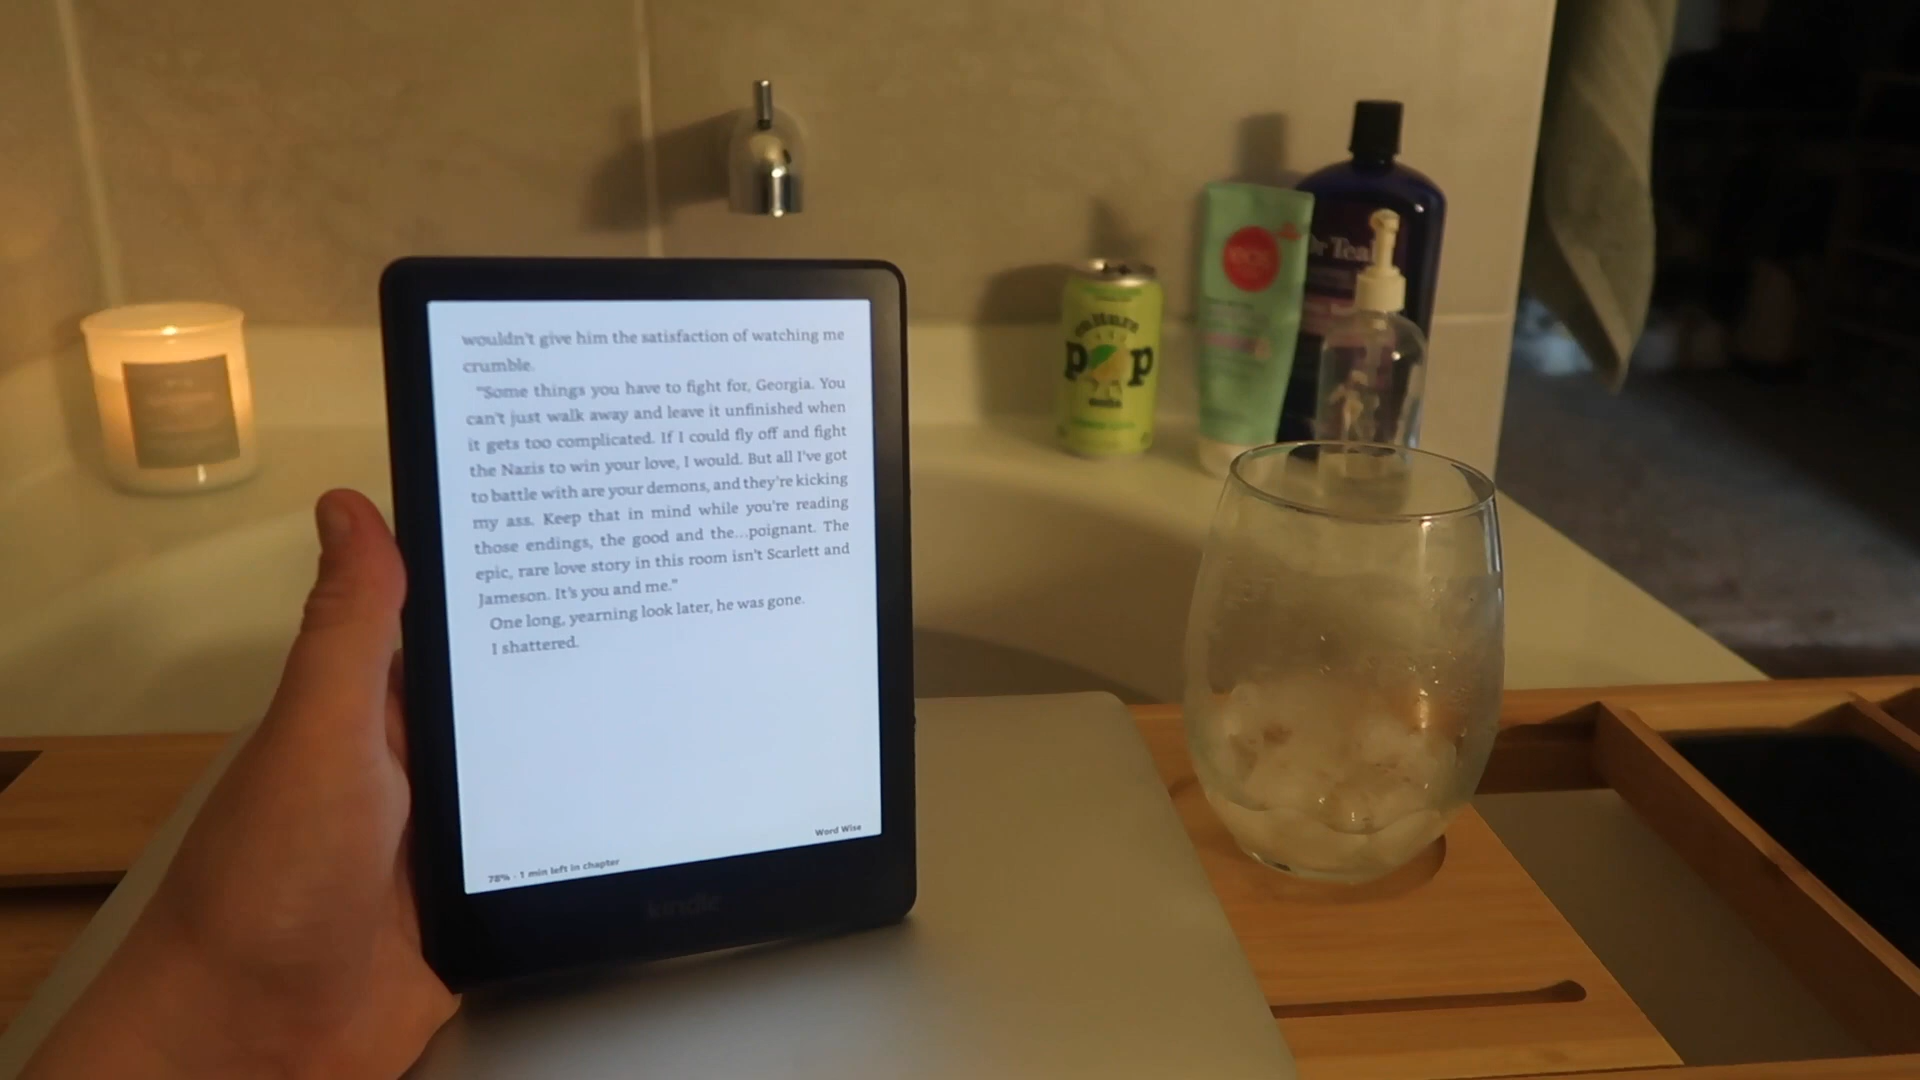 wouldn't give him the satisfaction of watching me
crumble.
"Some things you have to fight for, Georgia. You
can't just walk away and leave it unfinished when
it gets too complicated. If I could fly off and fight
the Nazis to win your love, I would. But all I've got
to battle with are your demons, and they're kicking
my ass. Keep that in mind while you're reading
those endings, the good and the...poignant. The
epic, rare love story in this room isn't Scarlett and
Jameson. It's you and me."
One long, yearning look later, he was gone.
I shattered.
Word Wise
78% · 1 min left in chapter
kindle
culture
pop
soda
eos
Dr Teal